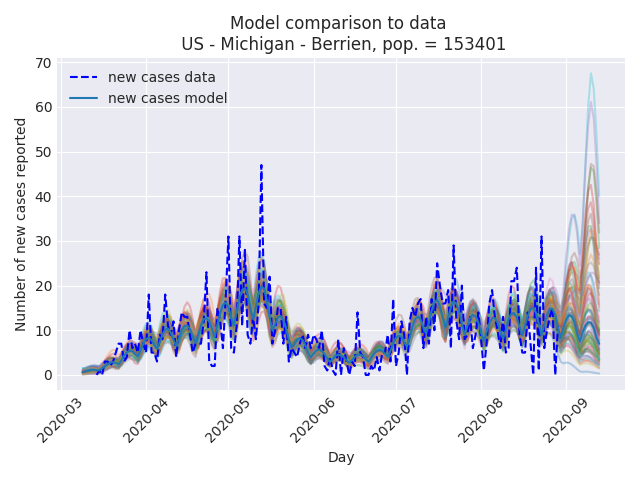 Model comparison to data
US - Michigan - Berrien, pop. = 153401
new cases data
new cases model
Number of new cases reported
70
60
50
40
30
20
10
0
2020-03
2020-04
2020-05
2020-06
2020-07
2020-08
2020-09
Day